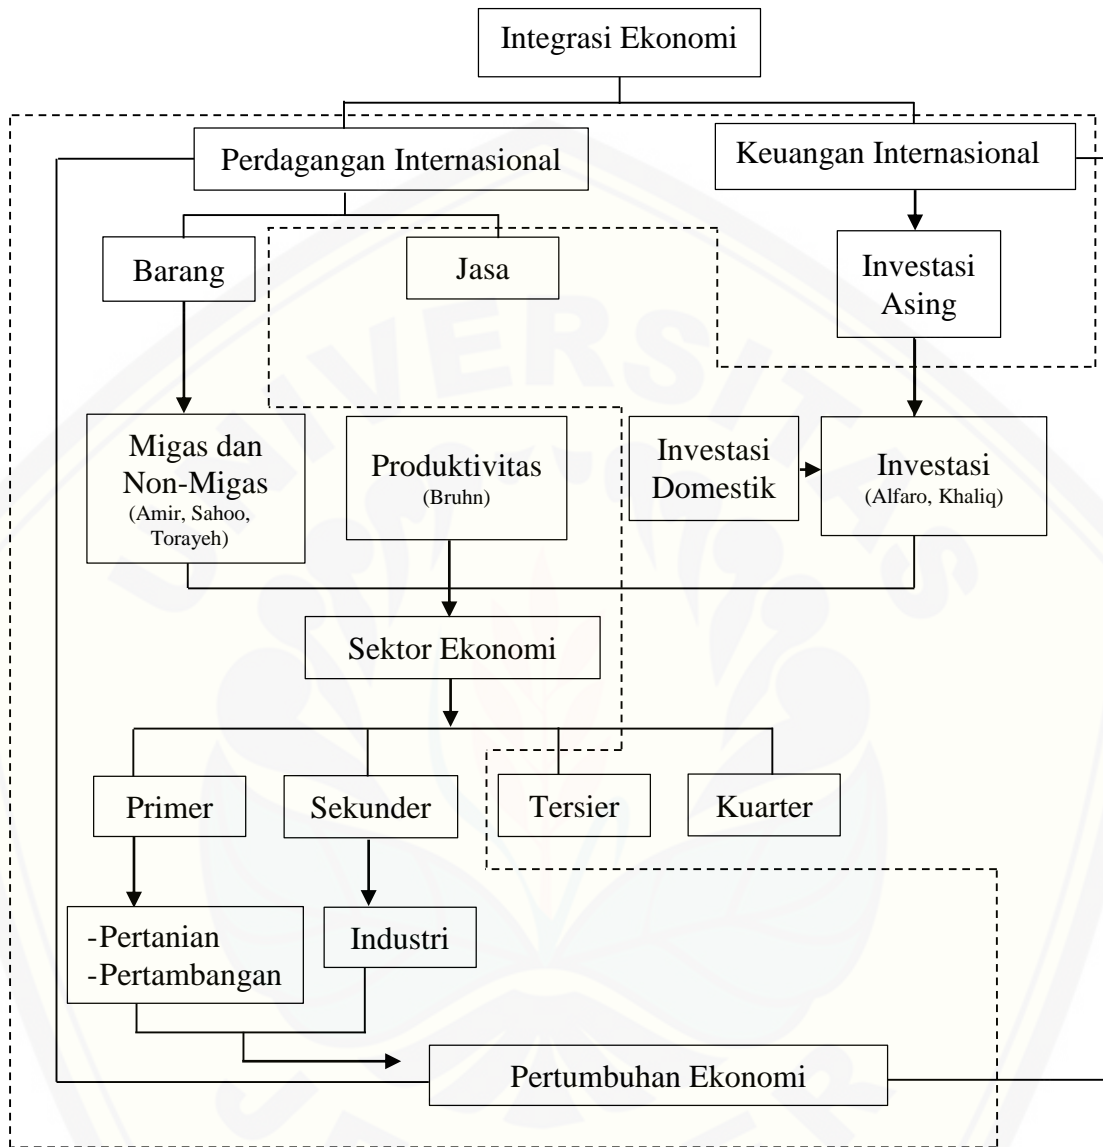 Integrasi Ekonomi
Perdagangan Internasional
Keuangan Internasional
Barang
Jasa
Investasi
Asing
Migas dan
Non-Migas
(Amir, Sahoo,
Torayeh)
Produktivitas
(Bruhn)
Investasi
Domestik
Investasi
(Alfaro, Khaliq)
Sektor Ekonomi
Primer
Sekunder
Tersier
Kuarter
-Pertanian
-Pertambangan
Industri
Pertumbuhan Ekonomi
UNIVERSITAS